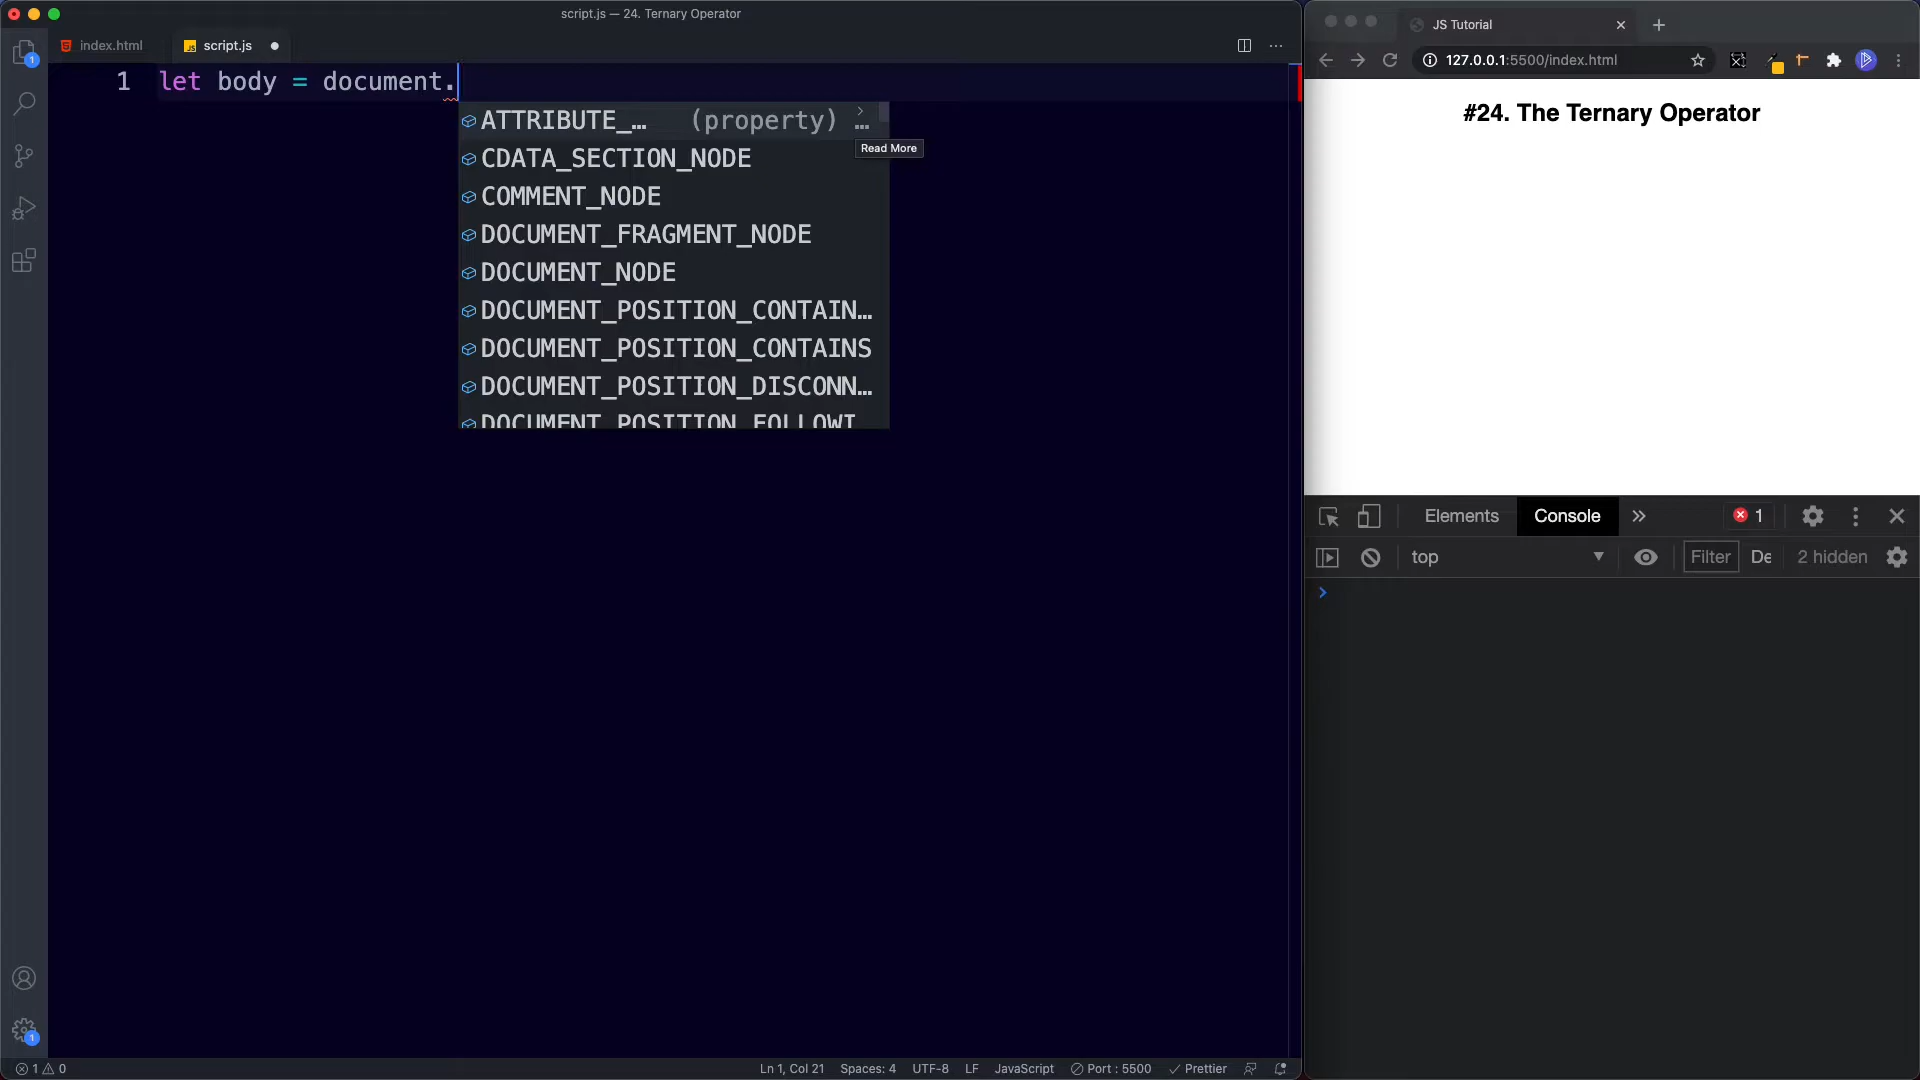 script.js — 24. Ternary Operator
index.html
script.js
1 let body = document.
ATTRIBUTE_… (property) …
Read More
CDATA_SECTION_NODE
COMMENT_NODE
DOCUMENT_FRAGMENT_NODE
DOCUMENT_NODE
DOCUMENT_POSITION_CONTAIN…
DOCUMENT_POSITION_CONTAINS
DOCUMENT_POSITION_DISCONN…
DOCUMENT_POSITION_FOLLOWI
1
1
1 0
Ln 1, Col 21 Spaces: 4 UTF-8 LF JavaScript Port : 5500 Prettier
JS Tutorial
127.0.0.1:5500/index.html
#24. The Ternary Operator
Elements Console 1
top Filter De 2 hidden